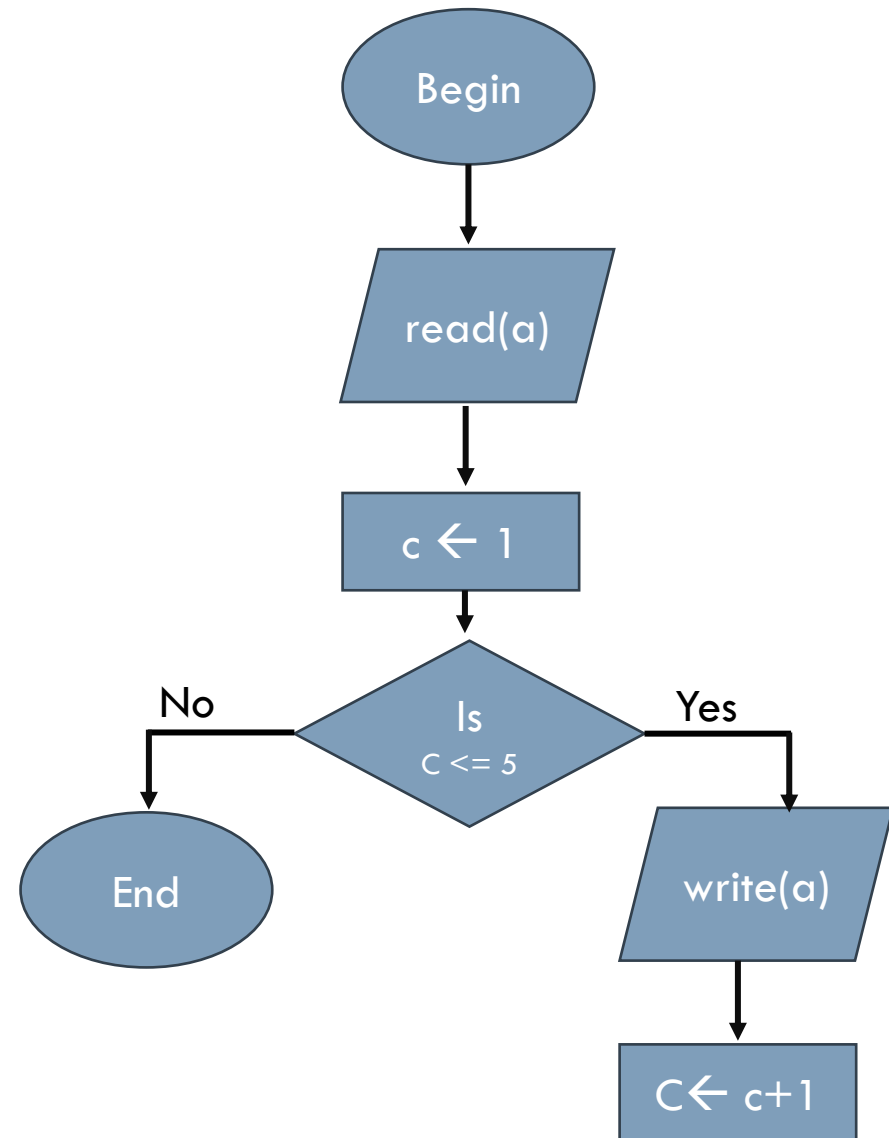 Begin
read(a)
c ← 1
No
Is
C <= 5
Yes
End
write(a)
C← c+1